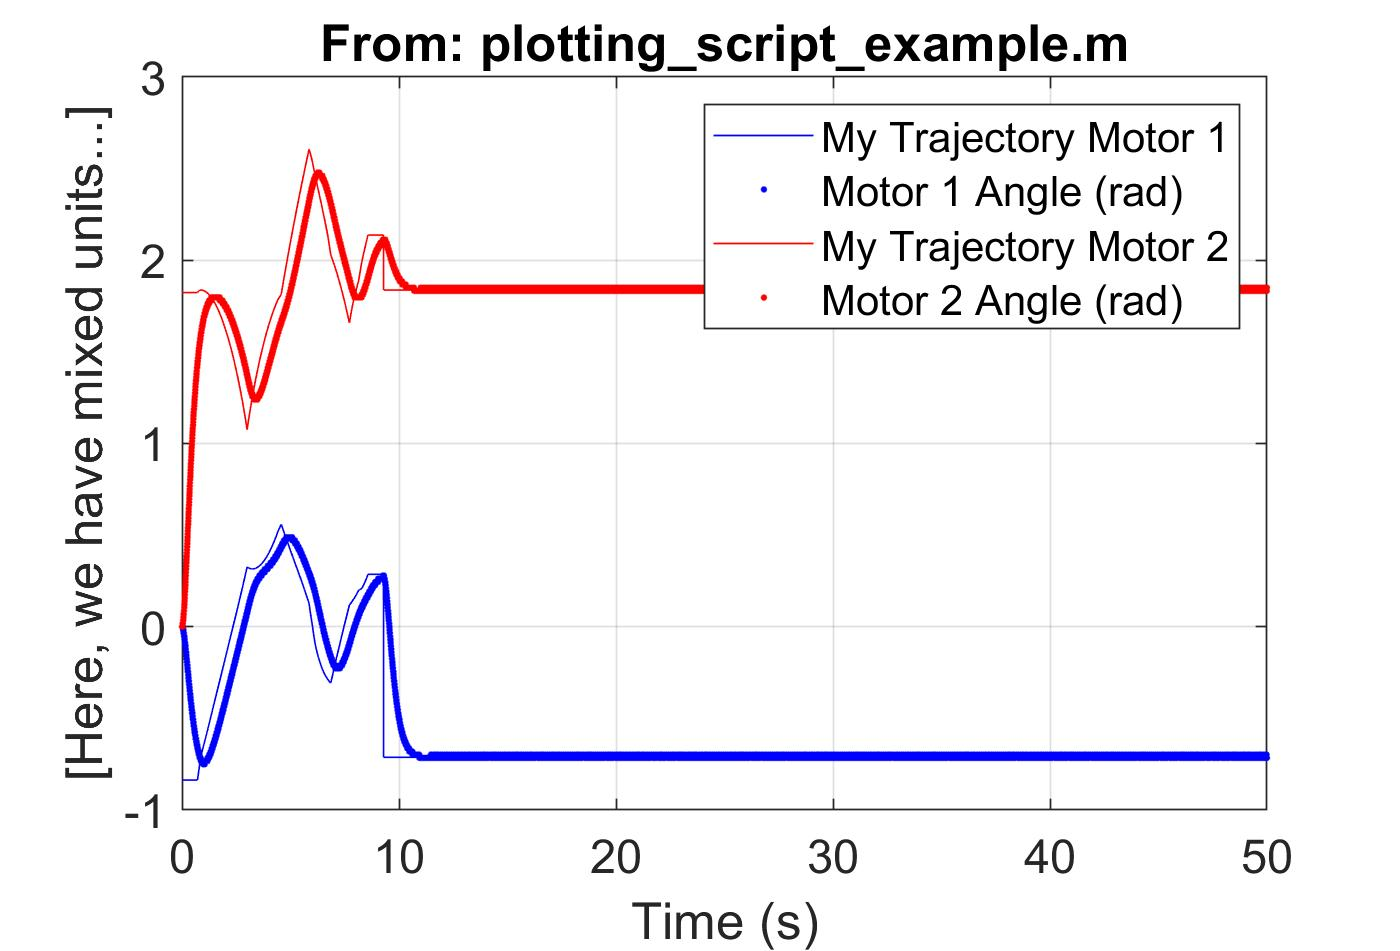 From: plotting_script_example.m
[Here, we have mixed units...]
3
2
1
0
-1
My Trajectory Motor 1
Motor 1 Angle (rad)
My Trajectory Motor 2
Motor 2 Angle (rad)
0 10 20 30 40 50
Time (s)